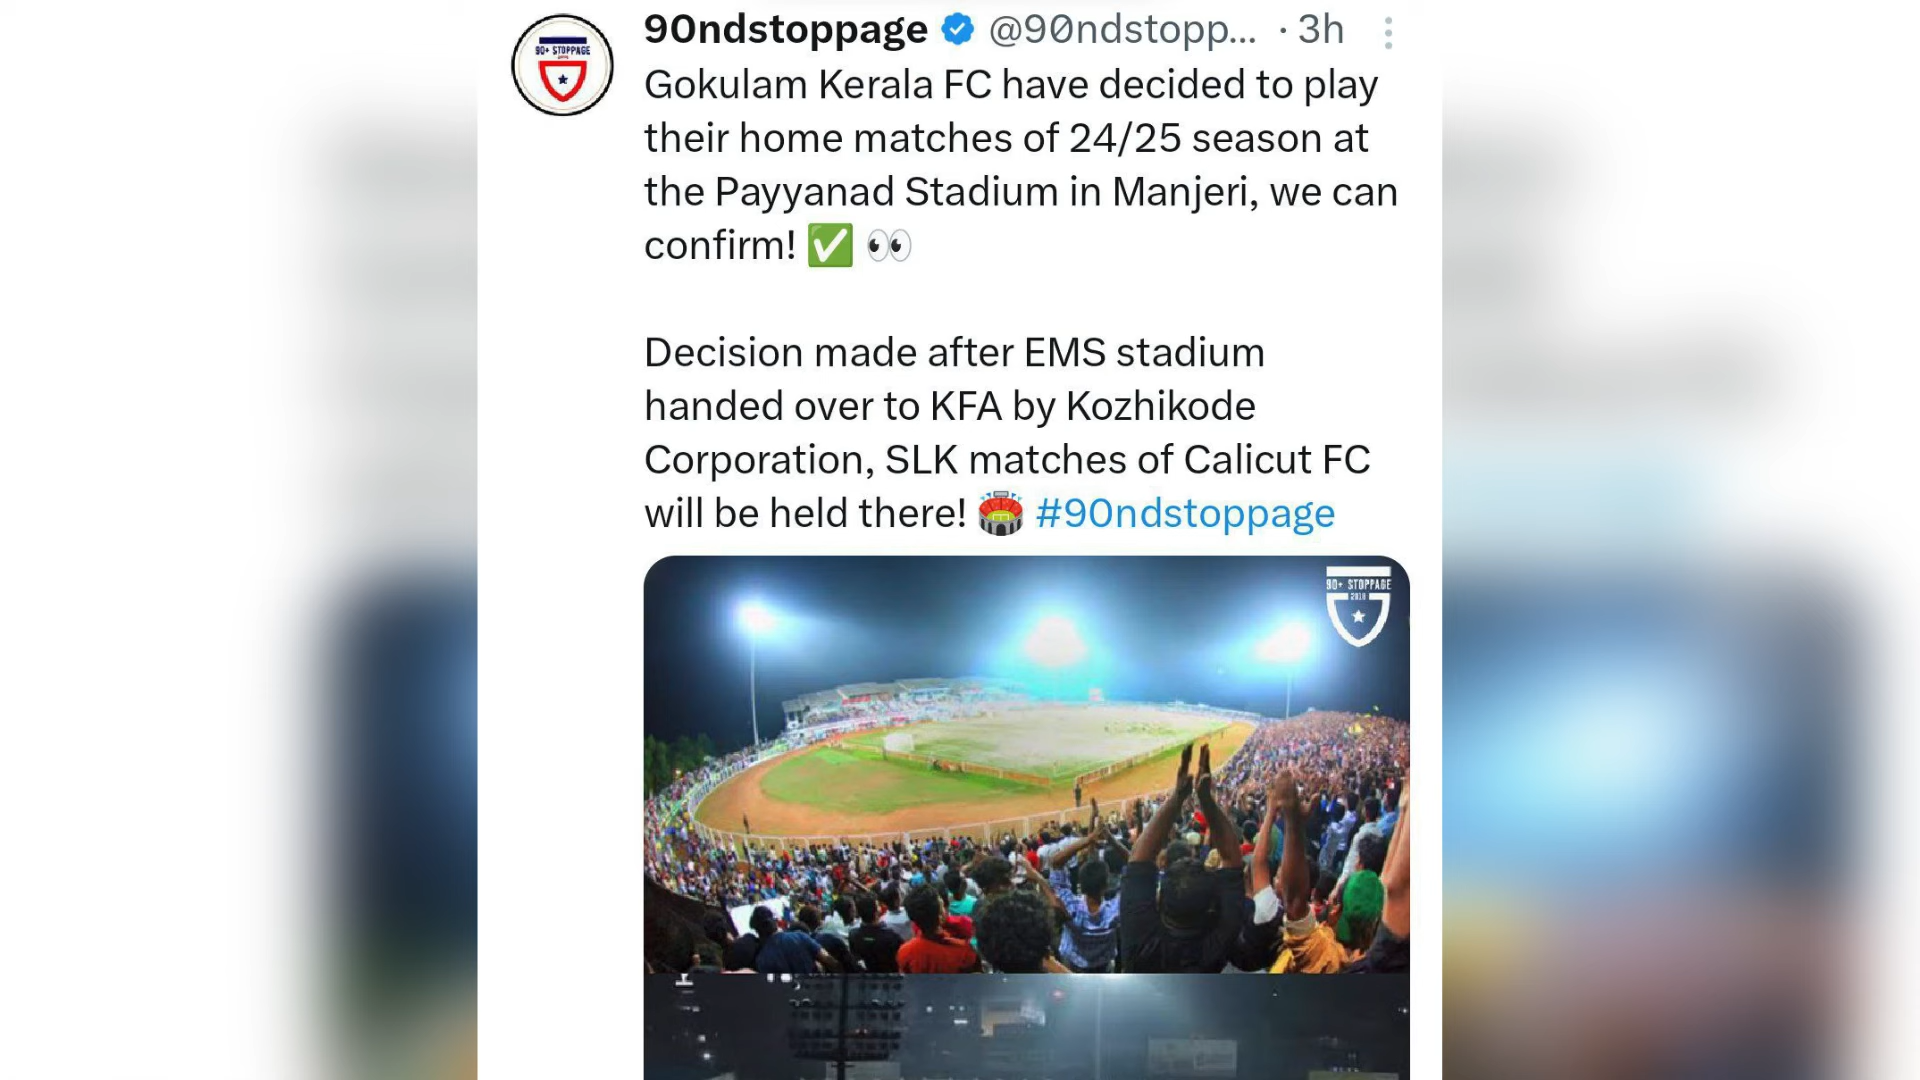 90ndstoppage @90ndstopp... · 3h
Gokulam Kerala FC have decided to play
their home matches of 24/25 season at
the Payyanad Stadium in Manjeri, we can
confirm! ✅ 👀
Decision made after EMS stadium
handed over to KFA by Kozhikode
Corporation, SLK matches of Calicut FC
will be held there! 🏟️ #90ndstoppage
90+ STOPPAGE
90+ STOPPAGE
2018